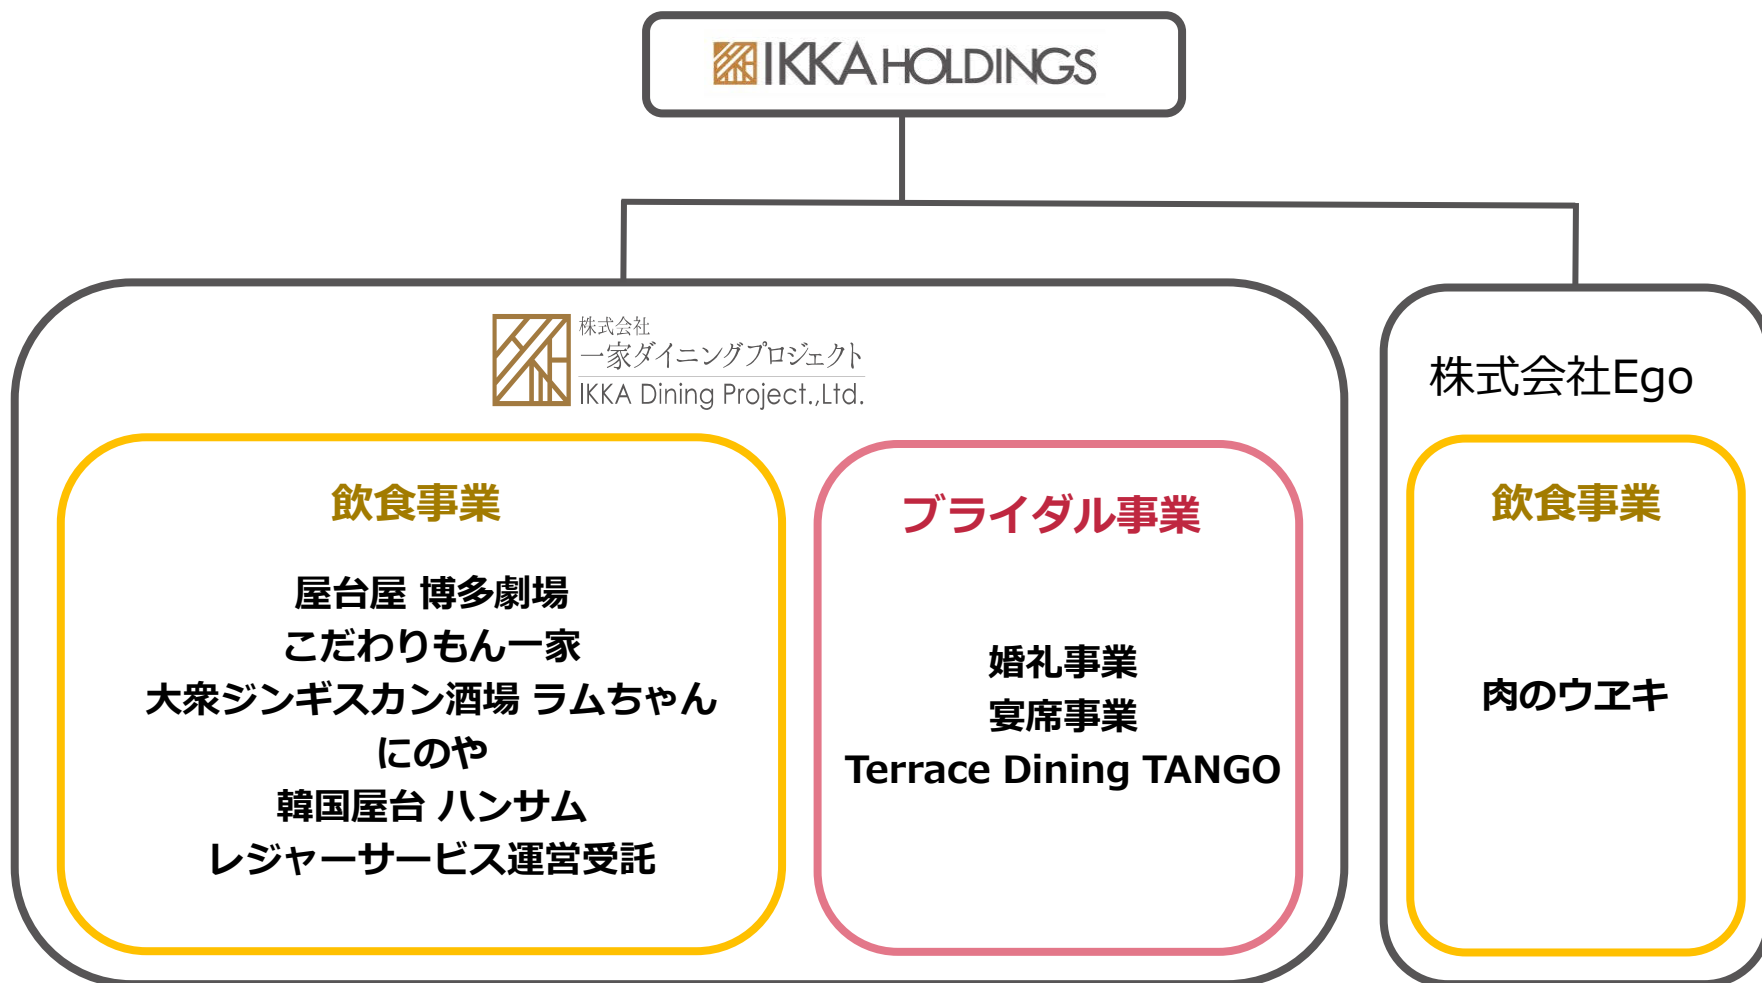 IKKA HOLDINGS
株式会社
一家ダイニングプロジェクト
IKKA Dining Project.,Ltd.
飲食事業
屋台屋 博多劇場
こだわりもん一家
大衆ジンギスカン酒場 ラムちゃん
にのや
韓国屋台 ハンサム
レジャーサービス運営受託
ブライダル事業
婚礼事業
宴席事業
Terrace Dining TANGO
株式会社Ego
飲食事業
肉のウヱキ